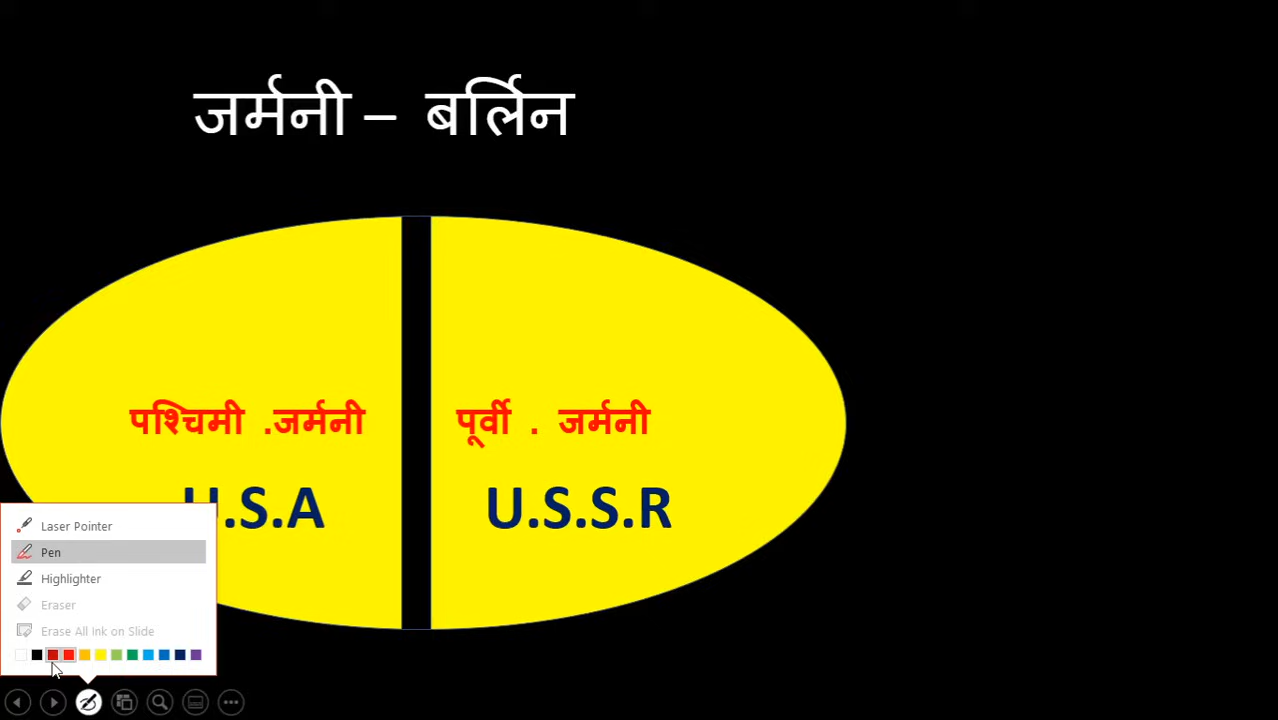 जर्मनी – बर्लिन
पश्चिमी .जर्मनी
पूर्वी . जर्मनी
U.S.A
U.S.S.R
Laser Pointer
Pen
Highlighter
Eraser
Erase All Ink on Slide